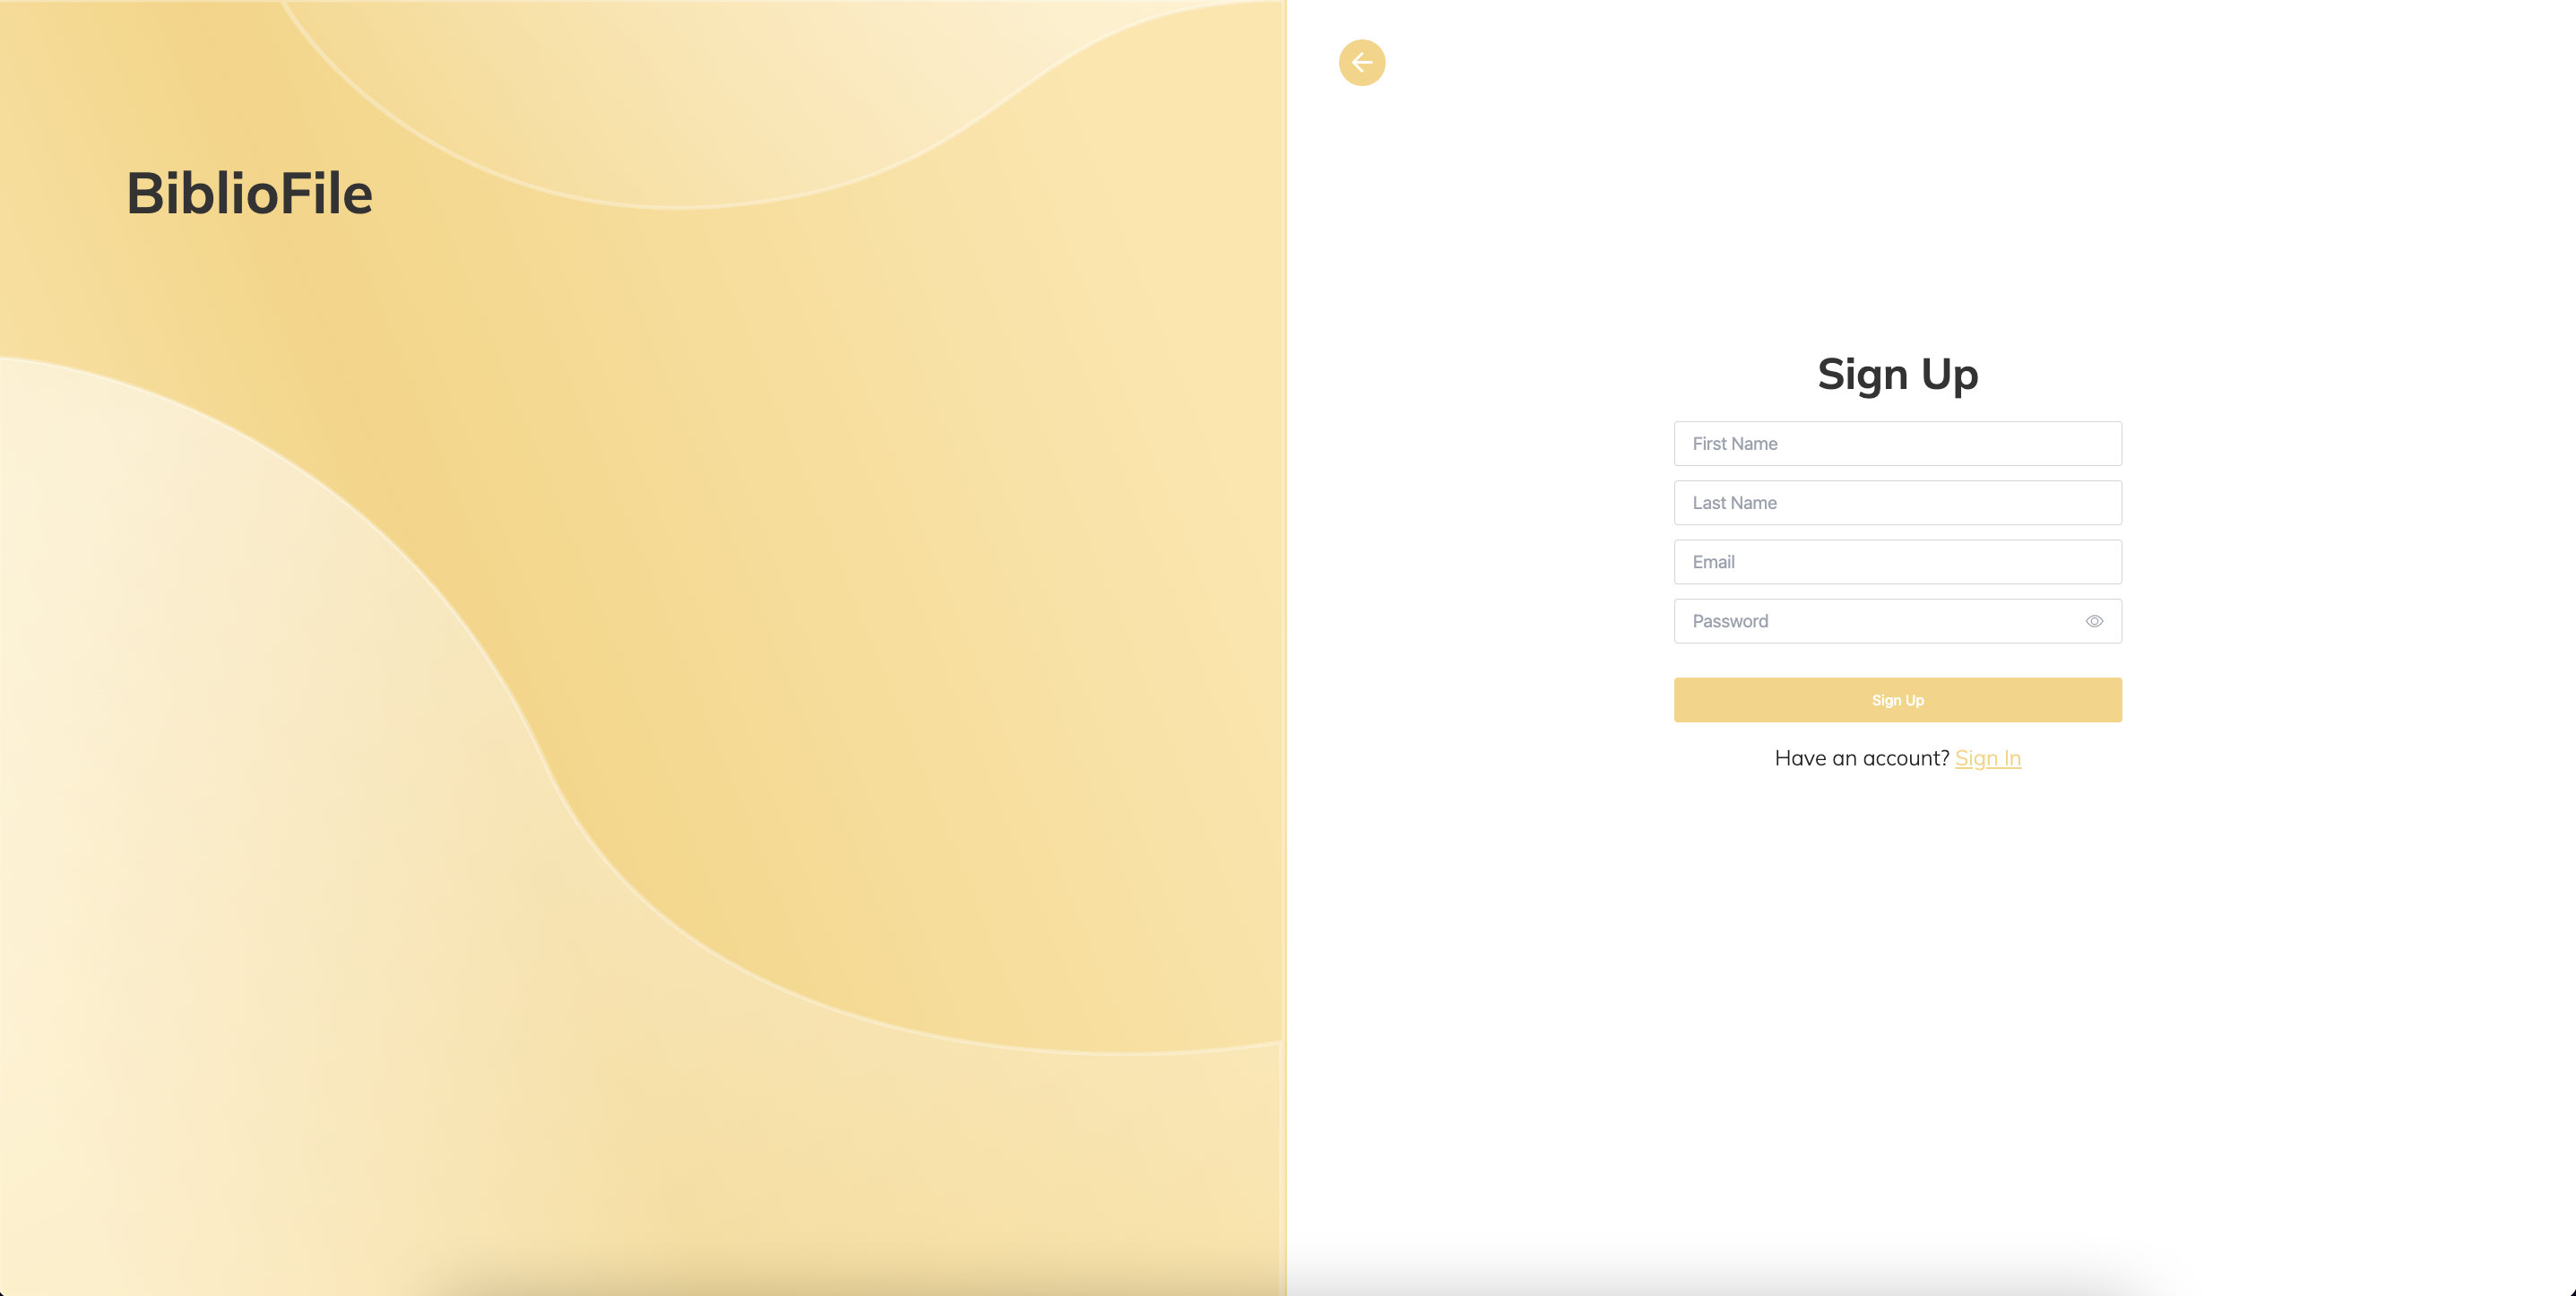 BiblioFile
Sign Up
First Name
Last Name
Email
Password
Sign Up
Have an account? Sign In